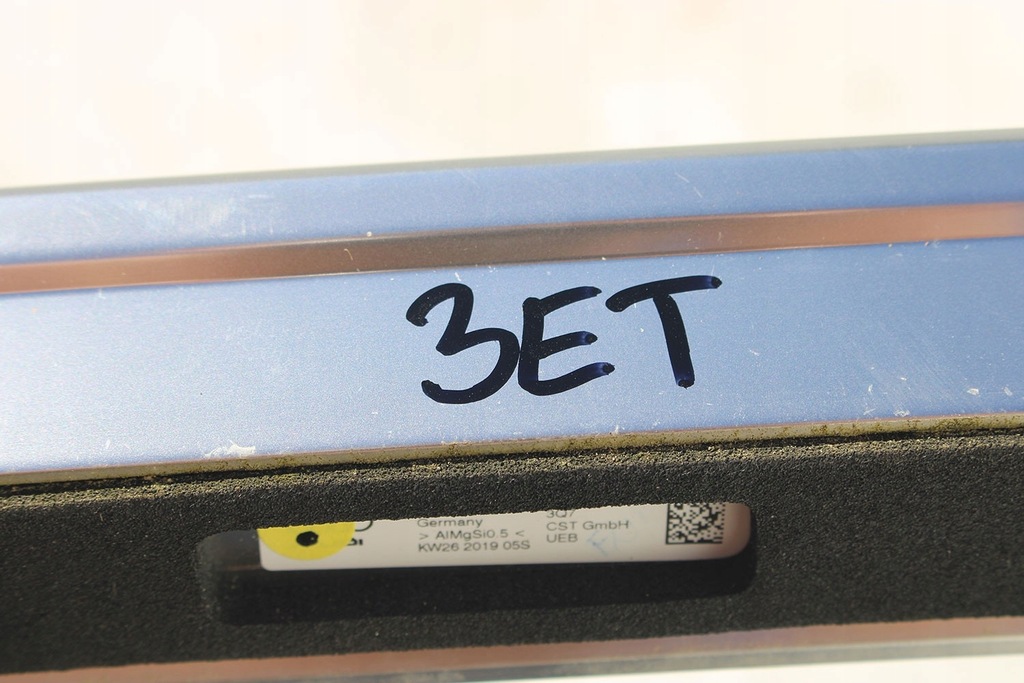 3ET
Germany
> AlMgSi0.5 <
KW26 2019 05S
3Q7
CST GmbH
UEB